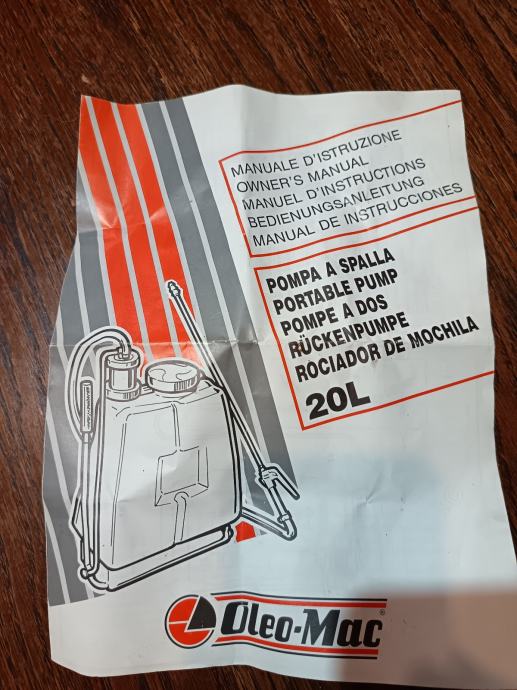 MANUALE D'ISTRUZIONE
OWNER'S MANUAL
MANUEL D'INSTRUCTIONS
BEDIENUNGSANLEITUNG
MANUAL DE INSTRUCCIONES
POMPA A SPALLA
PORTABLE PUMP
POMPE A DOS
RÜCKENPUMPE
ROCIADOR DE MOCHILA
20L
Oleo-Mac®